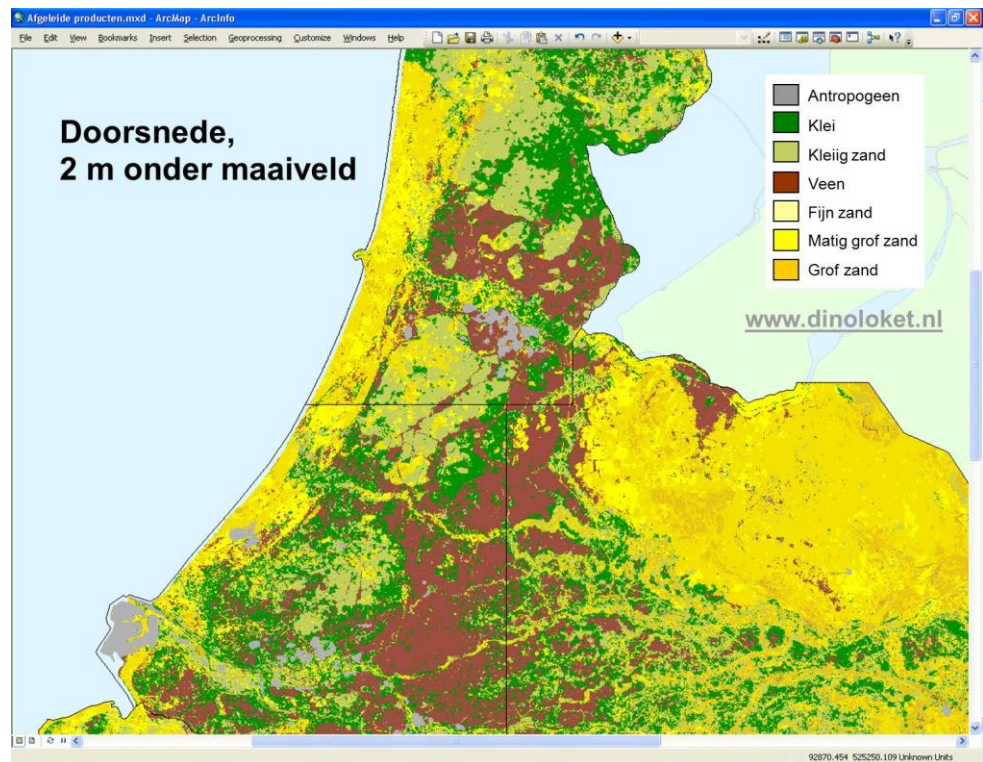 Afgeleide producten.mxd - ArcMap - ArcInfo
File Edit View Bookmarks Insert Selection Geoprocessing Customize Windows Help
Doorsnede,
2 m onder maaiveld
Antropogeen
Klei
Kleiig zand
Veen
Fijn zand
Matig grof zand
Grof zand
www.dinoloket.nl
92870.454 525250.109 Unknown Units